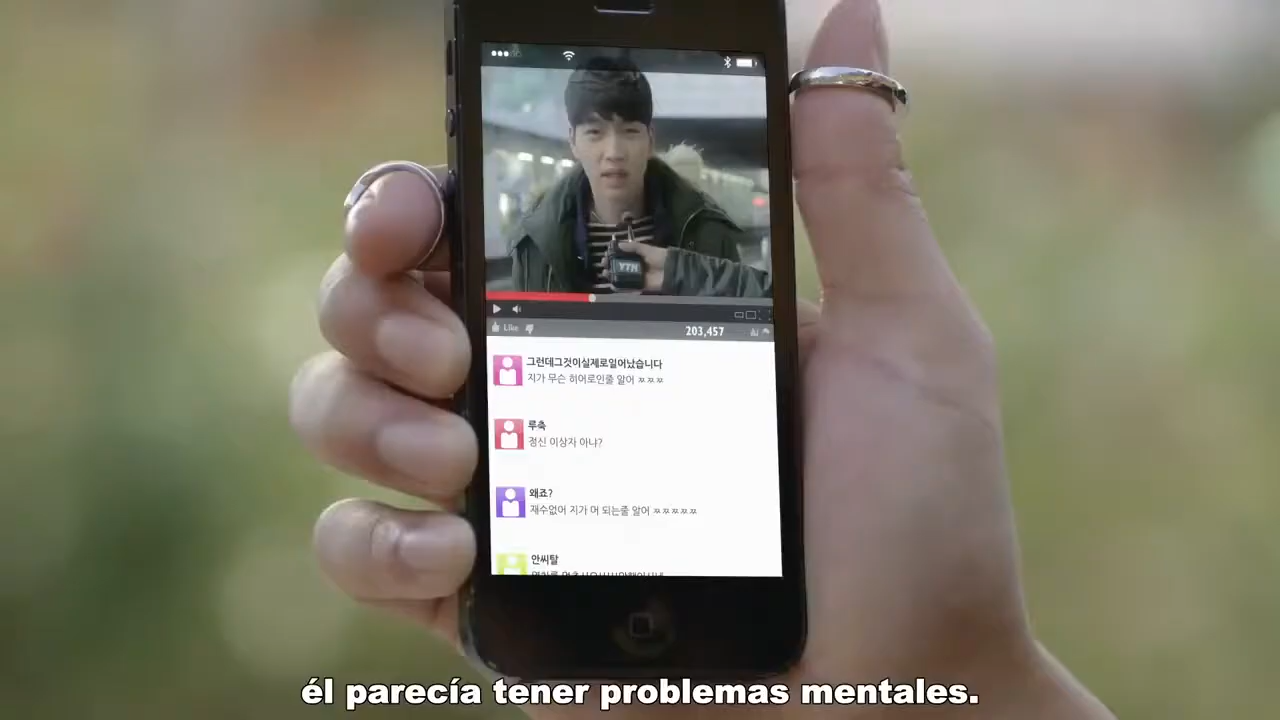 YTN
Like
203,457
그런데그것이실제로일어났습니다
지가 무슨 히어로인줄 알어 ㅉㅉㅉ
루축
정신 이상자 아냐?
왜죠?
재수없어 지가 머 되는줄 알어 ㅉㅉㅉㅉㅉ
안씨탈
él parecía tener problemas mentales.